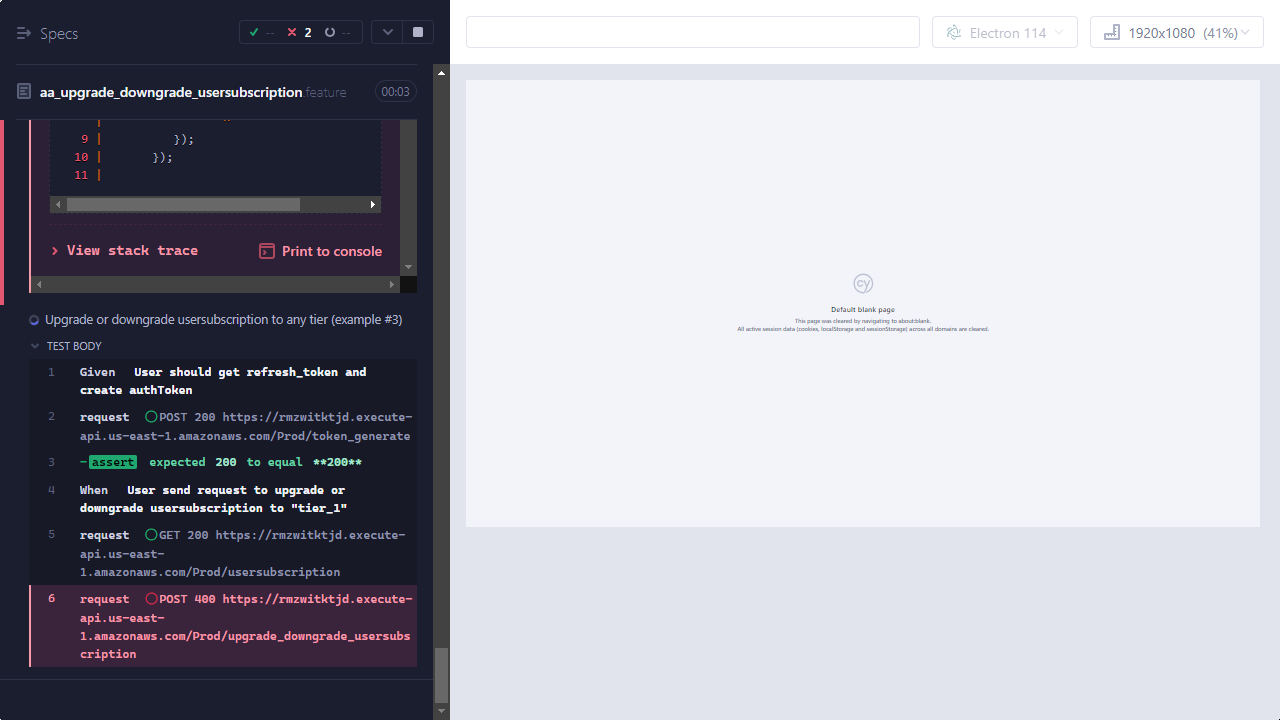 Specs
-- 2 --
Electron 114
1920x1080 (41%)
aa_upgrade_downgrade_usersubscription.feature
00:03
9 | });
10 | });
11 |
View stack trace
Print to console
Upgrade or downgrade usersubscription to any tier (example #3)
TEST BODY
1 Given User should get refresh_token and
create authToken
2 request POST 200 https://rmzwitktjd.execute-
api.us-east-1.amazonaws.com/Prod/token_generate
3 -assert expected 200 to equal **200**
4 When User send request to upgrade or
downgrade usersubscription to "tier_1"
5 request GET 200 https://rmzwitktjd.execute-
api.us-east-
1.amazonaws.com/Prod/usersubscription
6 request POST 400 https://rmzwitktjd.execute-
api.us-east-
1.amazonaws.com/Prod/upgrade_downgrade_usersubs
cription
cy
Default blank page
This page was cleared by navigating to about:blank.
All active session data (cookies, localStorage and sessionStorage) across all domains are cleared.